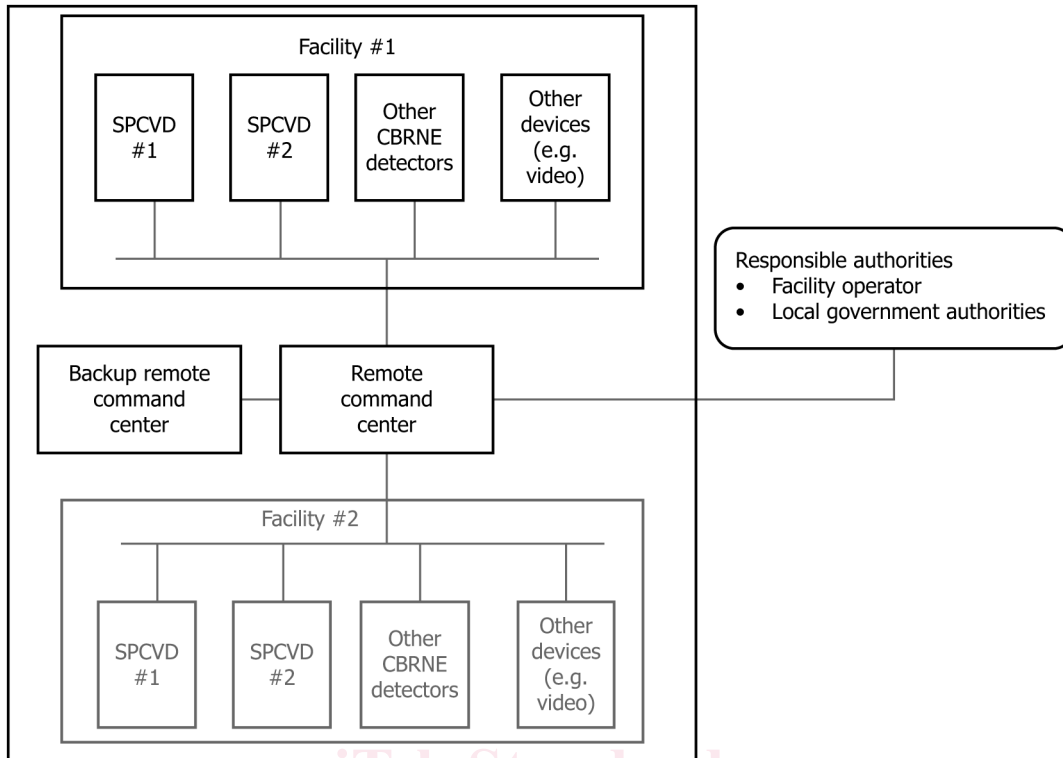 Facility #1
SPCVD
#1
SPCVD
#2
Other
CBRNE
detectors
Other
devices
(e.g.
video)
Responsible authorities
• Facility operator
• Local government authorities
Backup remote
command
center
Remote
command
center
Facility #2
SPCVD
#1
SPCVD
#2
Other
CBRNE
detectors
Other
devices
(e.g.
video)